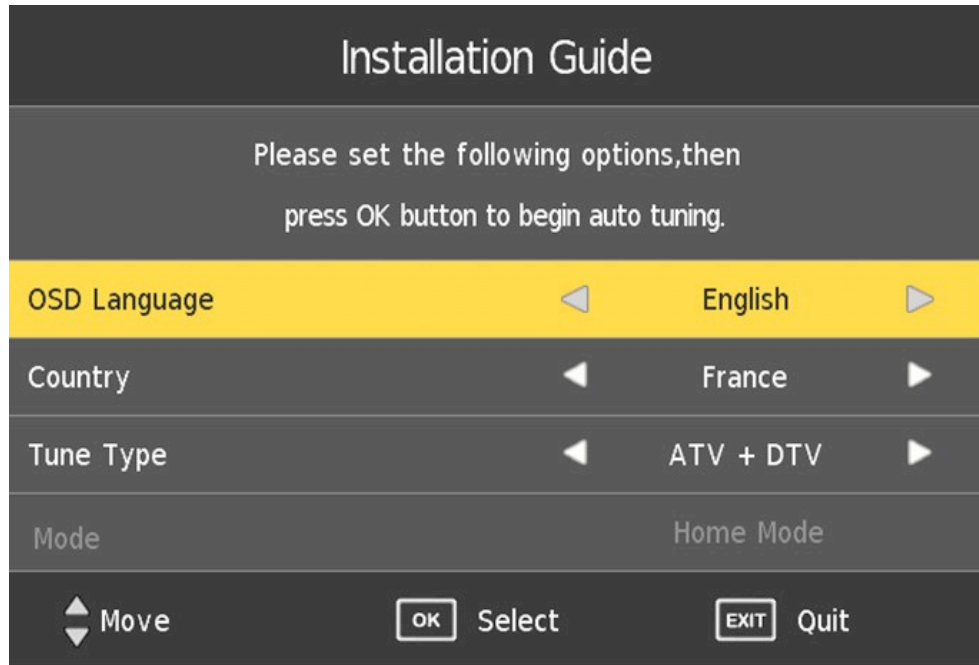 Installation Guide
Please set the following options,then
press OK button to begin auto tuning.
OSD Language English
Country France
Tune Type ATV + DTV
Mode Home Mode
Move OK Select EXIT Quit